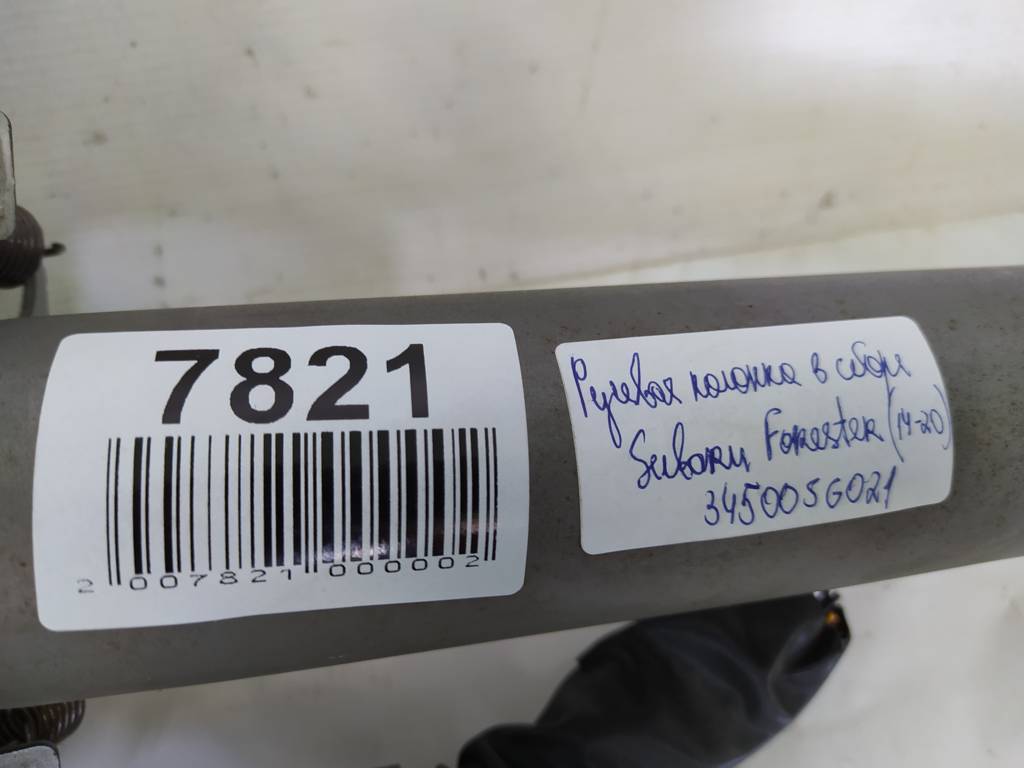 7821
2 007821 000002
Рулевая колонка в сборе
Subaru Forester (14-20)
34500SG021